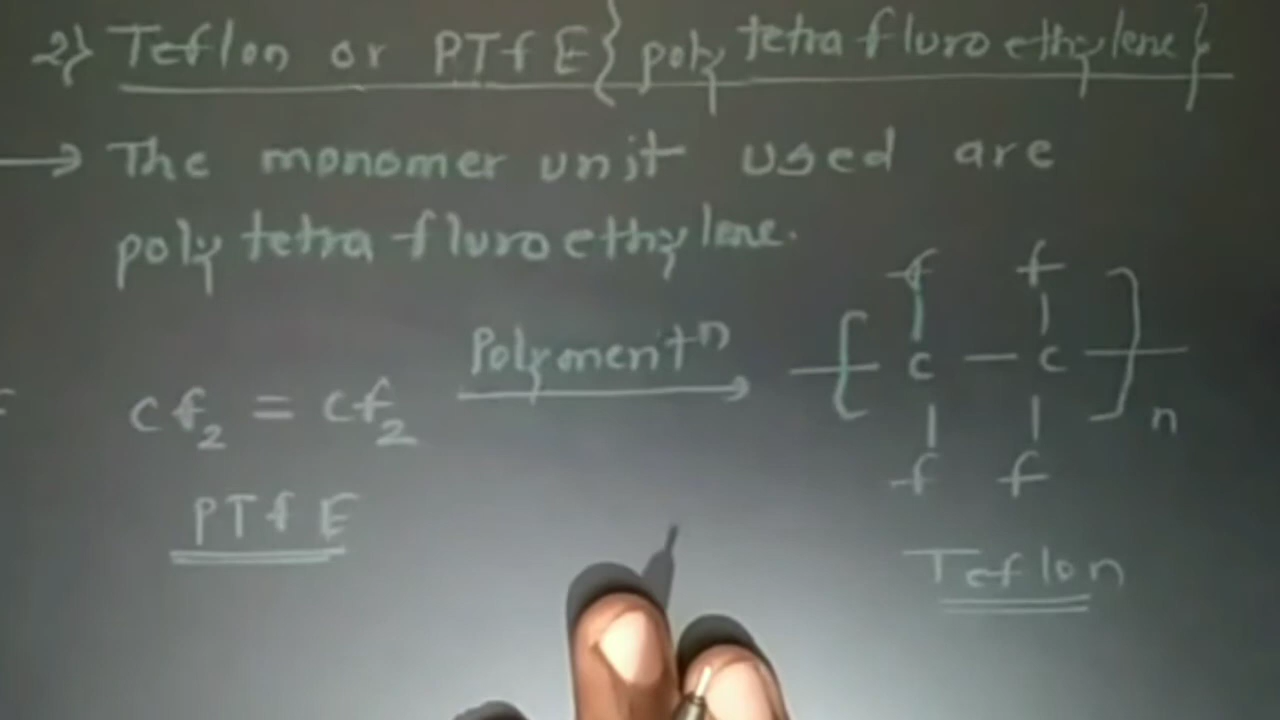 2) Teflon or PTfE{poly tetra fluro ethylene}
→ The monomer unit used are
poly tetra fluro ethylene.
cf₂ = cf₂ Polymeritⁿ
f f
{ c — c }n
f f
PTfE
Teflon